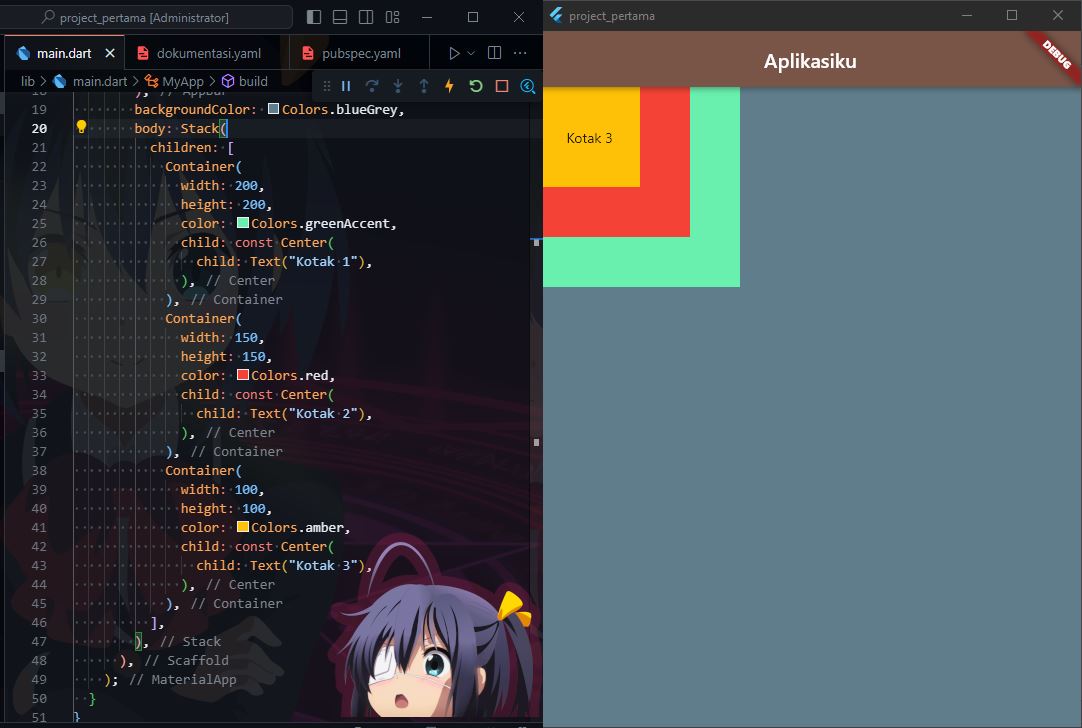 project_pertama [Administrator]
main.dart
dokumentasi.yaml
pubspec.yaml
lib > main.dart > MyApp > build
), // AppBar
19 backgroundColor: Colors.blueGrey,
20 body: Stack(
21 children: [
22 Container(
23 width: 200,
24 height: 200,
25 color: Colors.greenAccent,
26 child: const Center(
27 child: Text("Kotak 1"),
28 ), // Center
29 ), // Container
30 Container(
31 width: 150,
32 height: 150,
33 color: Colors.red,
34 child: const Center(
35 child: Text("Kotak 2"),
36 ), // Center
37 ), // Container
38 Container(
39 width: 100,
40 height: 100,
41 color: Colors.amber,
42 child: const Center(
43 child: Text("Kotak 3"),
44 ), // Center
45 ), // Container
46 ],
47 ), // Stack
48 ), // Scaffold
49 ); // MaterialApp
50 }
51 }
project_pertama
Aplikasiku
DEBUG
Kotak 3